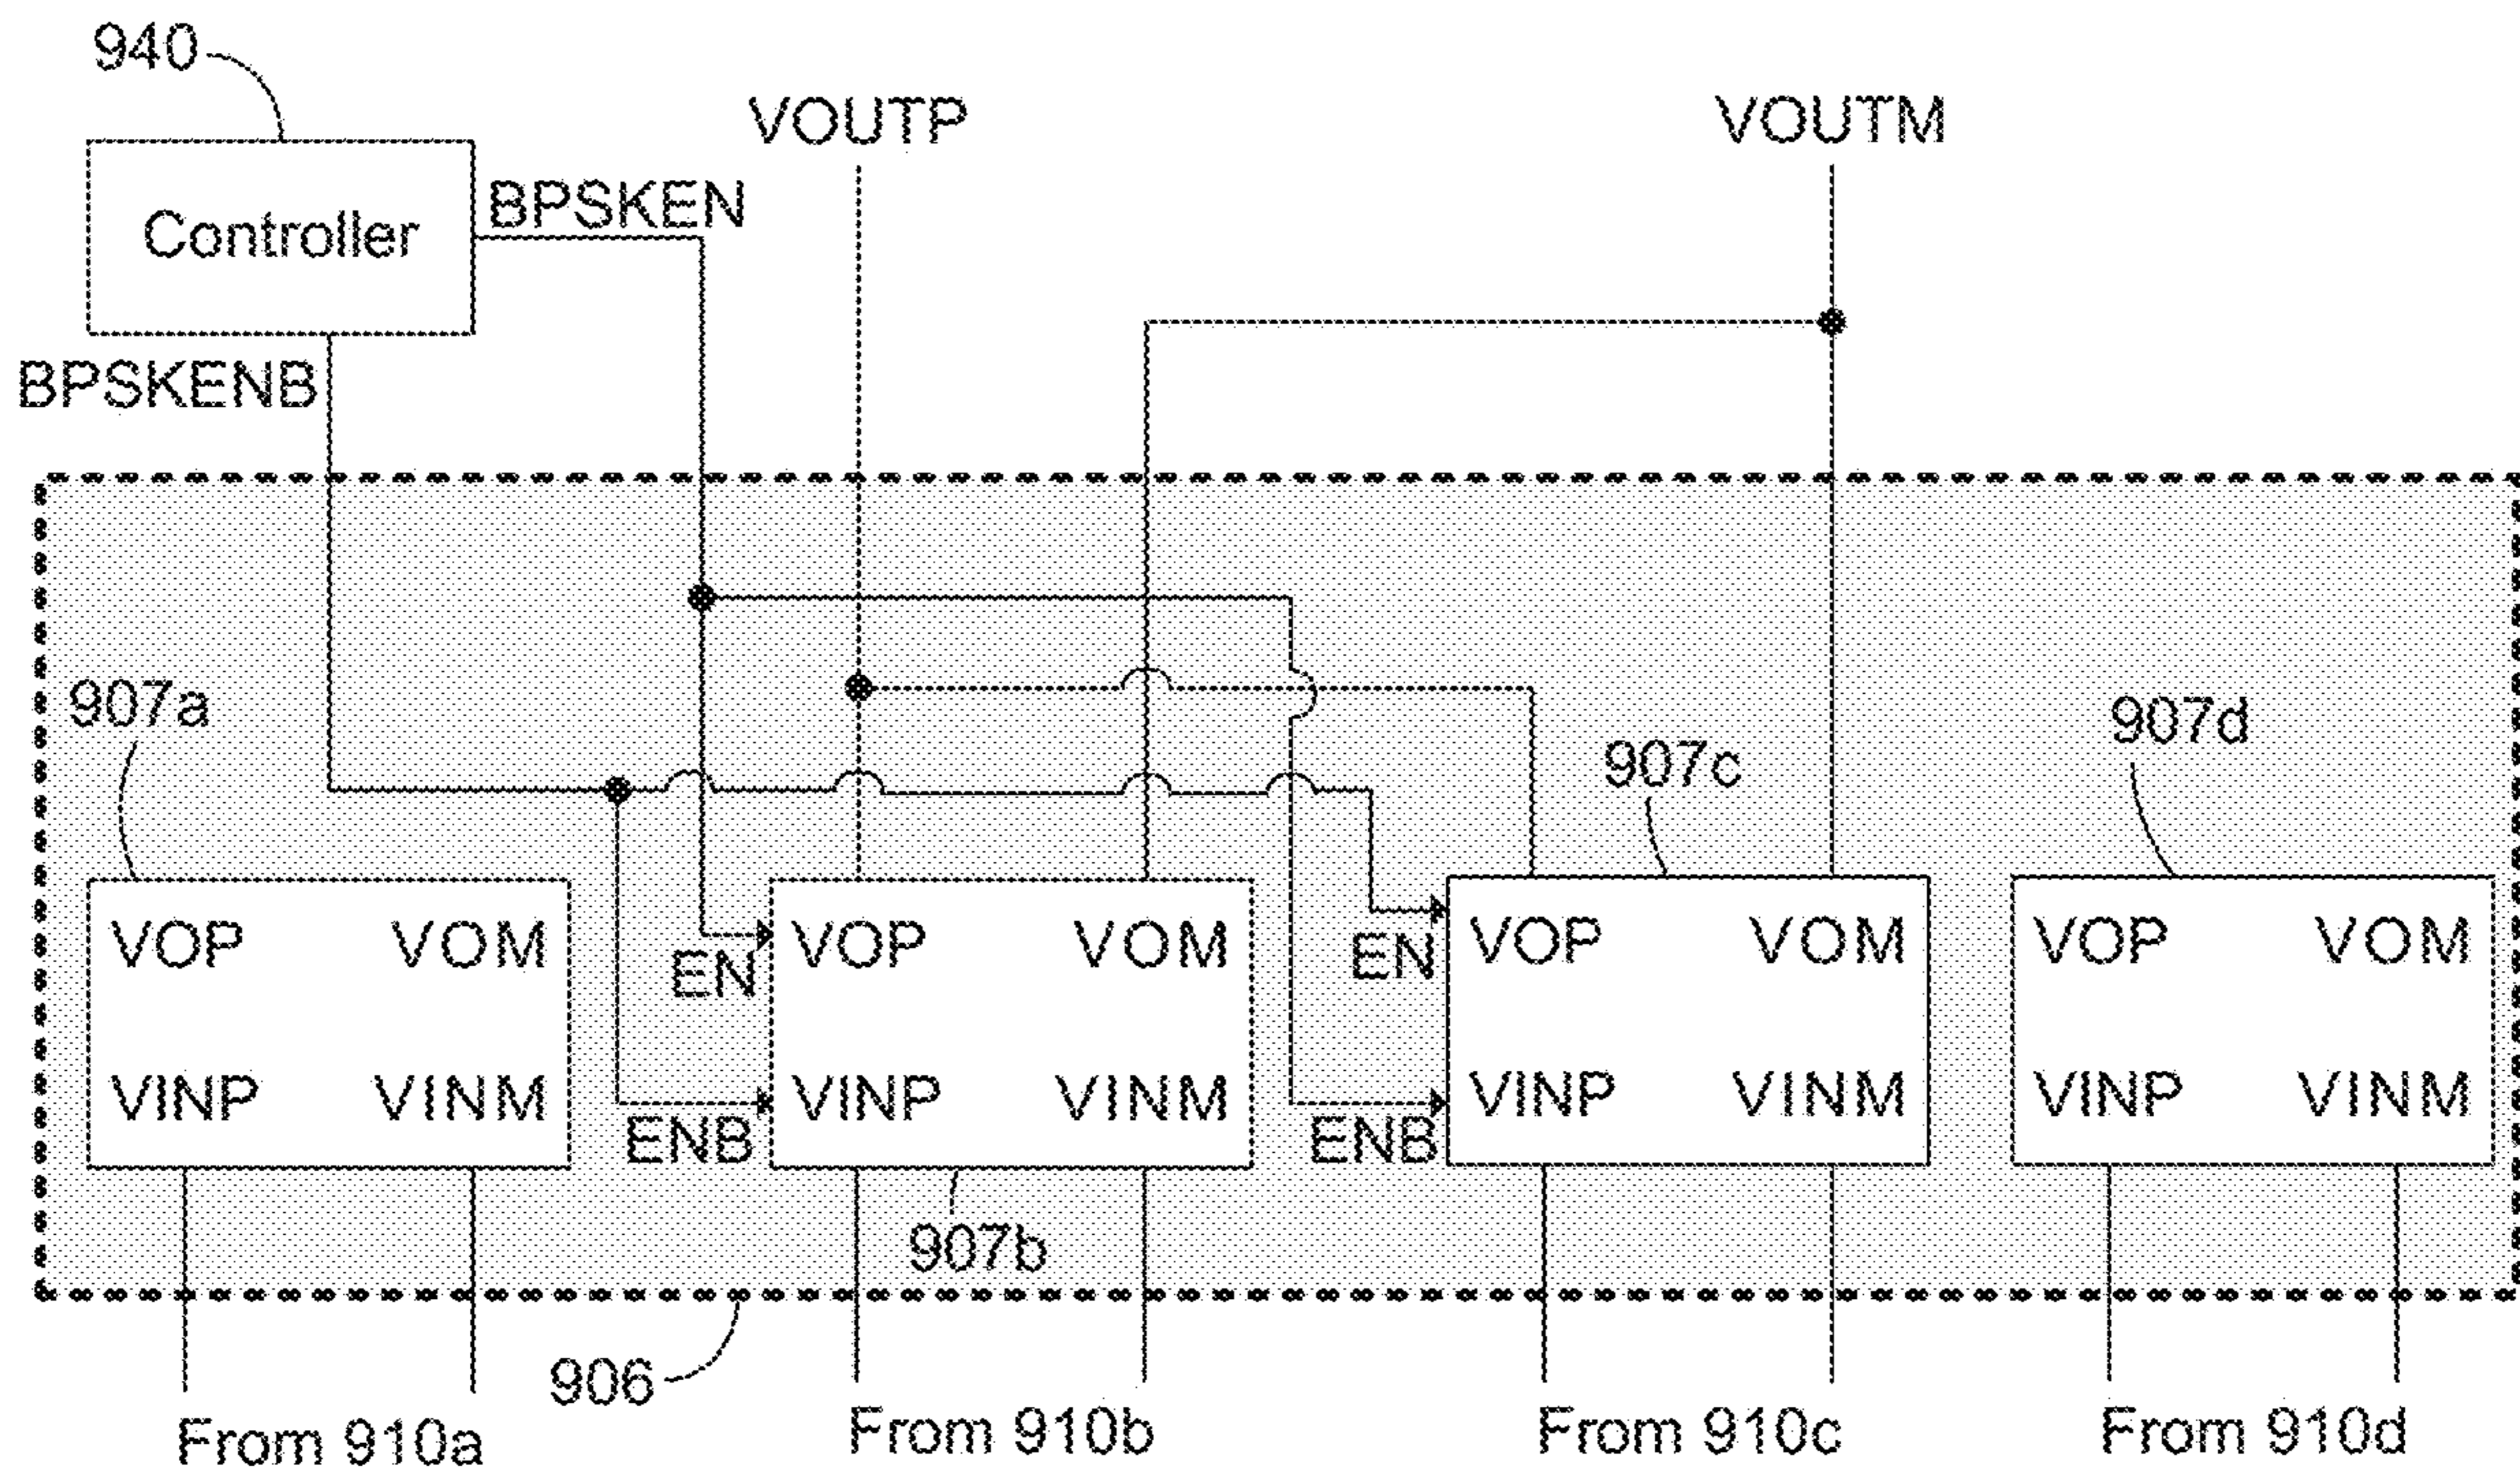 940
VOUTP
VOUTM
BPSKEN
Controller
BPSKENB
907a
907c
907d
VOP VOM
EN
VOP VOM
EN
VOP VOM
VOP VOM
VINP VINM
ENB
VINP VINM
ENB
VINP VINM
VINP VINM
907b
906
From 910a
From 910b
From 910c
From 910d